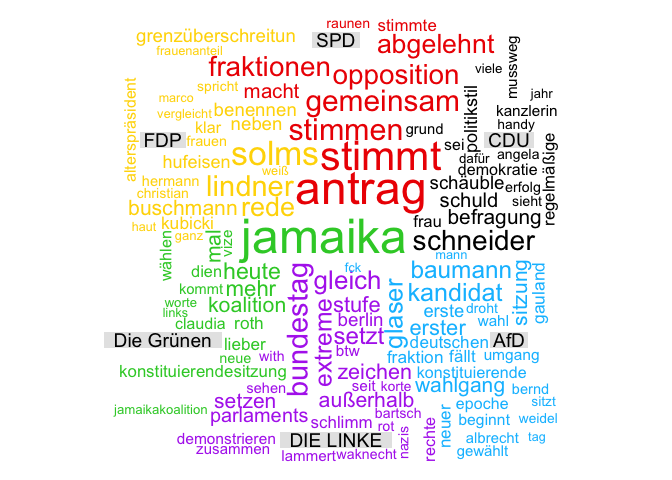 raunen
stimmte
SPD
grenzüberschreitun
frauenanteil
abgelehnt
viele
mussweg
fraktionen
opposition
spricht
macht
jahr
alterspräsident
marco
gemeinsam
politikstil
kanzlerin
vergleicht
benennen
klar
neben
stimmen
grund
handy
FDP
frauen
solms
stimmt
sei
CDU
regelmäßige
hufeisen
weiß
dafür
angela
demokratie
hermann
lindner
antrag
schäuble
erfolg
christian
schuld
sieht
buschmann
rede
frau
befragung
haut
kubicki
jamaika
schneider
ganz
mal
vize
wählen
mann
dien
heute
fck
gleich
baumann
sitzung
gauland
kommt
mehr
bundestag
extreme
kandidat
worte
links
koalition
stufe
gläser
erste
droht
claudia
roth
berlin
erster
wahl
Die Grünen
lieber
setzt
deutschen
AfD
neue
with
btw
fraktion
fällt
umgang
konstituierendesitzung
zeichen
konstituierende
sehen
seit
korte
wahlgang
bernd
setzen
außerhalb
epoche
sitzt
jamaikakoalition
parlaments
bartsch
neuer
beginnt
weidel
schlimm
rot
rechte
demonstrieren
DIE LINKE
nazis
albrecht
tag
zusammen
lammert
waknecht
gewählt